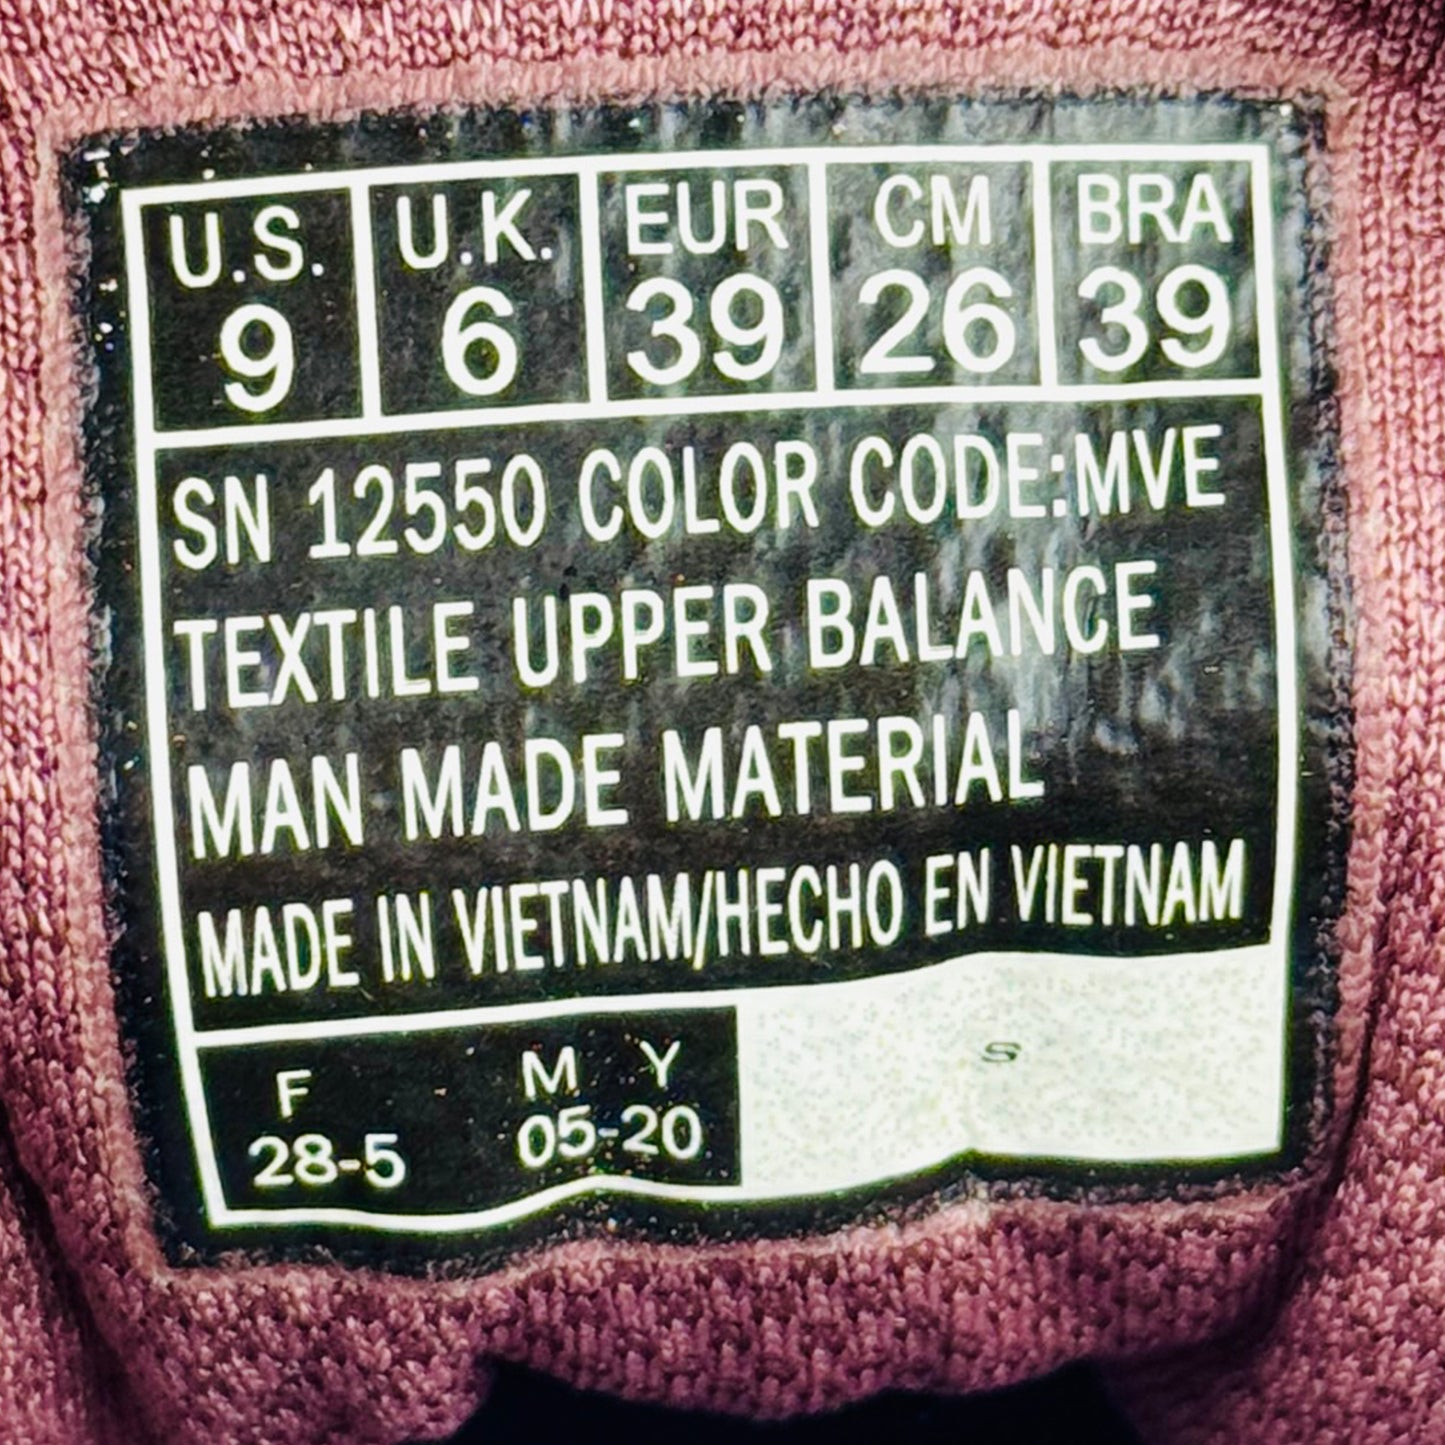 U.S. U.K. EUR CM BRA
9 6 39 26 39
SN 12550 COLOR CODE:MVE
TEXTILE UPPER BALANCE
MAN MADE MATERIAL
MADE IN VIETNAM/HECHO EN VIETNAM
F M Y
28-5 05-20
S